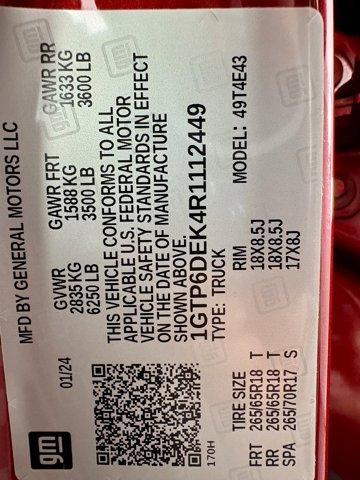 MFD BY GENERAL MOTORS LLC
01/24
GVWR GAWR FRT GAWR RR
2835 KG 1588 KG 1633 KG
6250 LB 3500 LB 3600 LB
THIS VEHICLE CONFORMS TO ALL
APPLICABLE U.S. FEDERAL MOTOR
VEHICLE SAFETY STANDARDS IN EFFECT
ON THE DATE OF MANUFACTURE
SHOWN ABOVE.
1GTP6DEK4R1112449
TYPE: TRUCK MODEL: 49T4E43
gm
170H
TIRE SIZE RIM
FRT 265/65R18 T 18X8.5J
RR 265/65R18 T 18X8.5J
SPA 265/70R17 S 17X8J